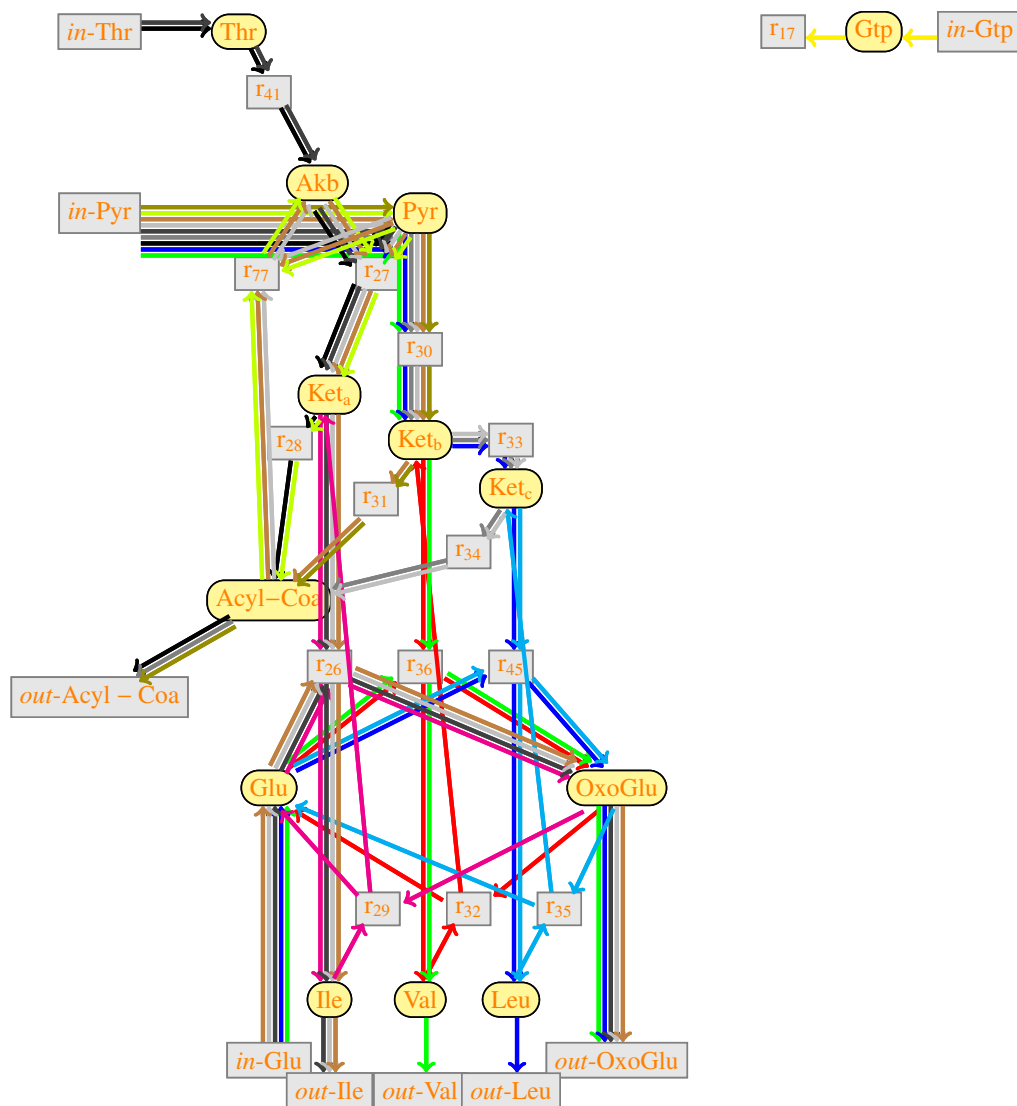 in-Thr
Thr
r17
Gtp
in-Gtp
r41
Akb
in-Pyr
Pyr
r77
r27
r30
Keta
r28
Ketb
r33
r31
Ketc
r34
Acyl−Coa
r26
r36
r45
out-Acyl − Coa
Glu
OxoGlu
r29
r32
r35
Ile
Val
Leu
in-Glu
out-OxoGlu
out-Ile
out-Val
out-Leu